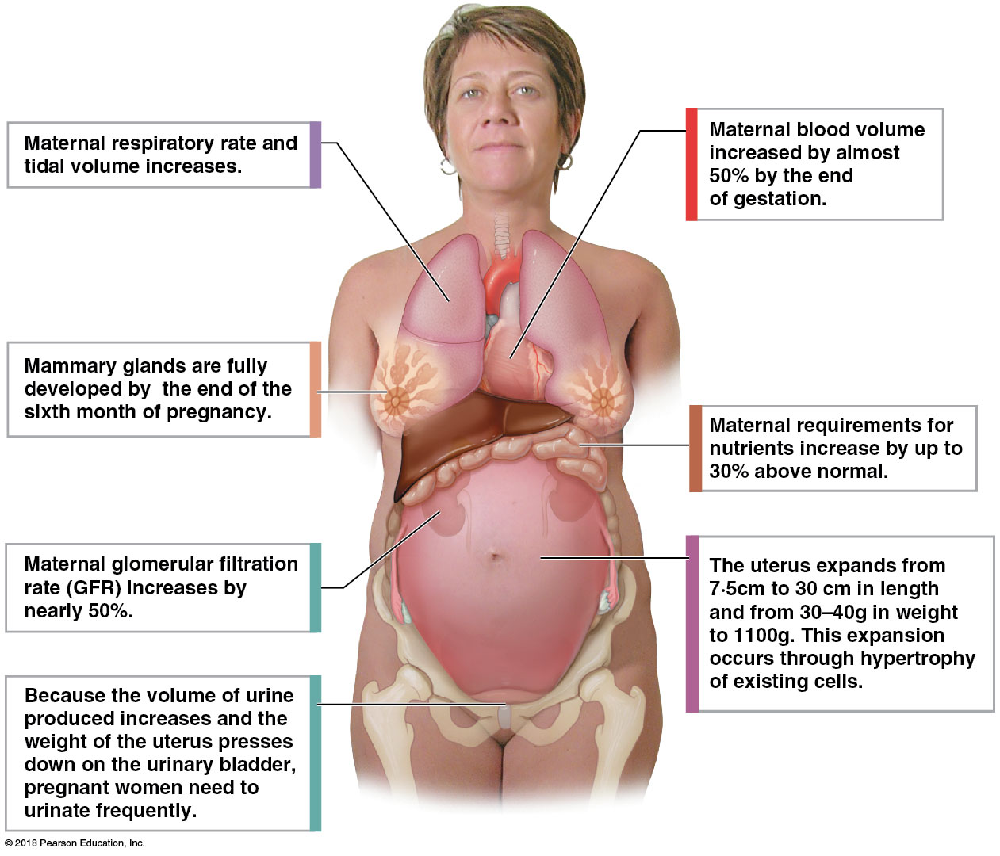 Maternal respiratory rate and
tidal volume increases.
Maternal blood volume
increased by almost
50% by the end
of gestation.
Mammary glands are fully
developed by  the end of the
sixth month of pregnancy.
Maternal requirements for
nutrients increase by up to
30% above normal.
Maternal glomerular filtration
rate (GFR) increases by
nearly 50%.
The uterus expands from
7·5cm to 30 cm in length
and from 30–40g in weight
to 1100g. This expansion
occurs through hypertrophy
of existing cells.
Because the volume of urine
produced increases and the
weight of the uterus presses
down on the urinary bladder,
pregnant women need to
urinate frequently.
© 2018 Pearson Education, Inc.